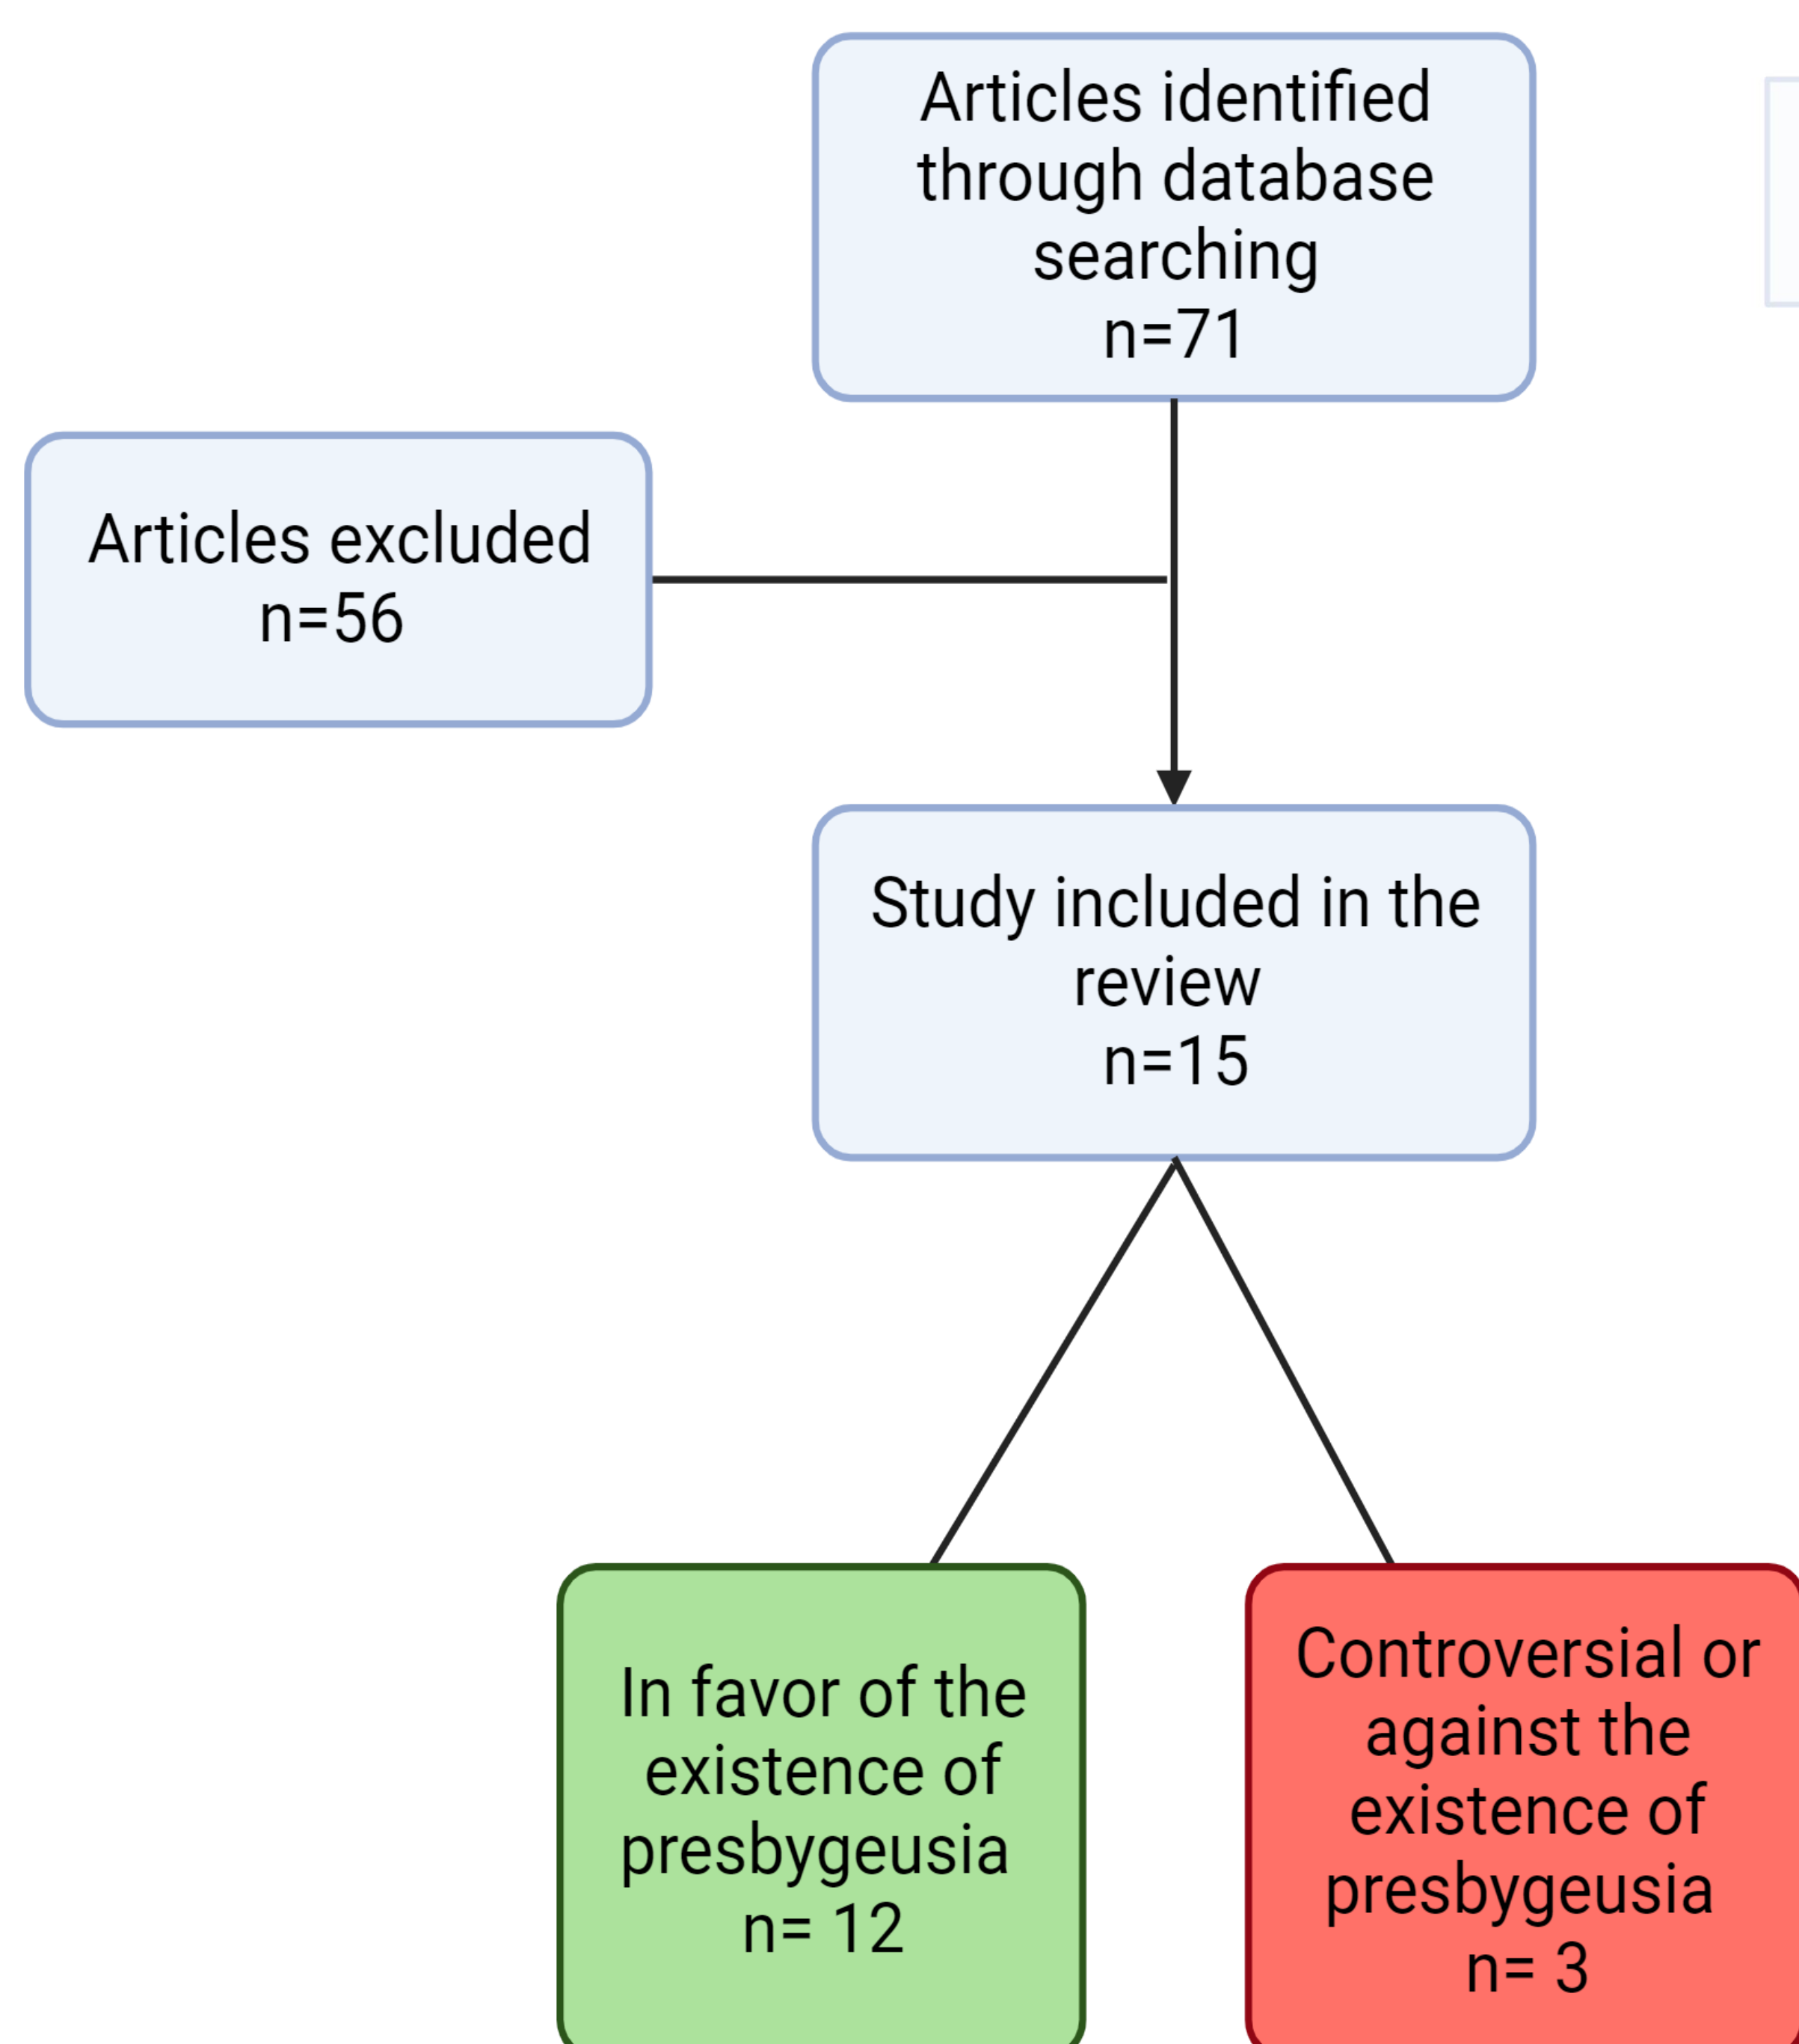 Articles identified
through database
searching
n=71
Articles excluded
n=56
Study included in the
review
n=15
In favor of the
existence of
presbygeusia
n= 12
Controversial or
against the
existence of
presbygeusia
n= 3